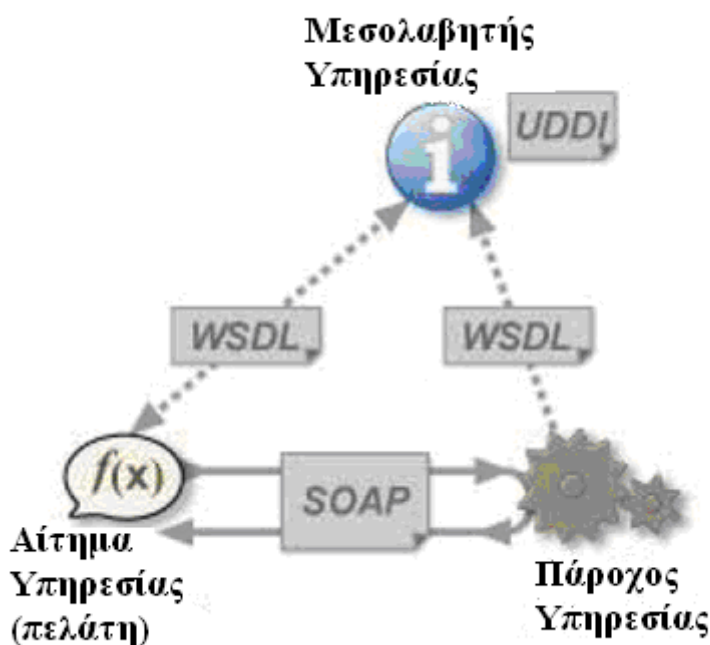 Μεσολαβητής
Υπηρεσίας
UDDI
WSDL
WSDL
f(x)
SOAP
Αίτημα
Υπηρεσίας
(πελάτη)
Πάροχος
Υπηρεσίας